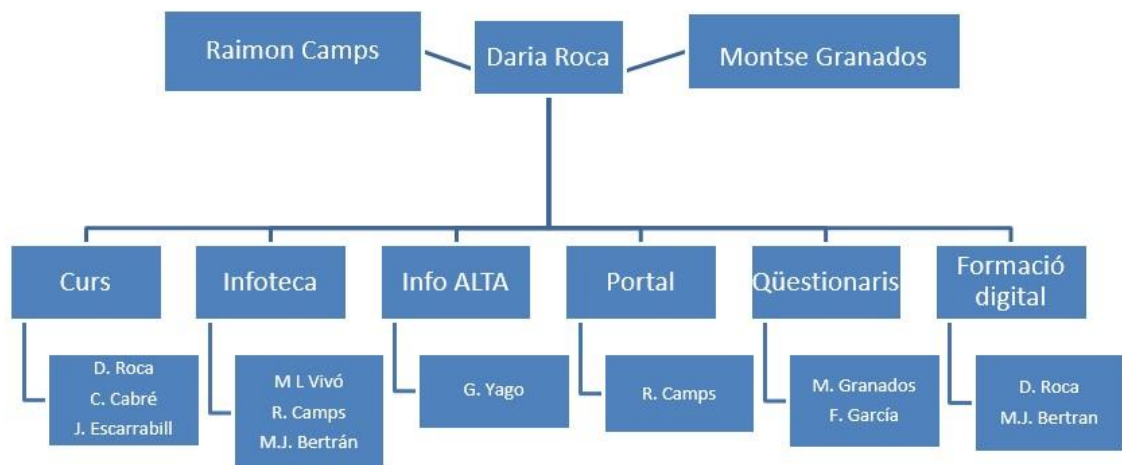 Raimon Camps
Daria Roca
Montse Granados
Curs
Infoteca
Info ALTA
Portal
Qüestionaris
Formació
digital
D. Roca
C. Cabré
J. Escarrabill
M L Vivó
R. Camps
M.J. Bertrán
G. Yago
R. Camps
M. Granados
F. García
D. Roca
M.J. Bertran